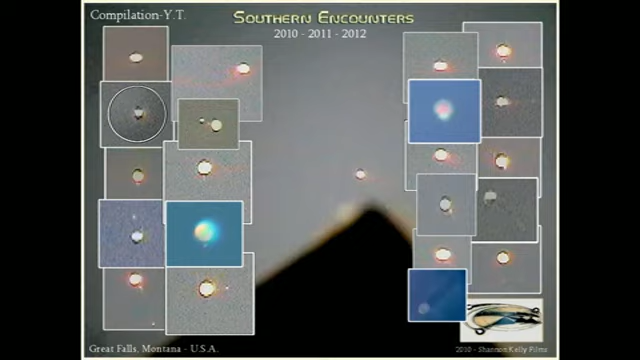 Compilation-Y.T.
Southern Encounters
2010 - 2011 - 2012
Great Falls, Montana - U.S.A.
2010 - Shannon Kelly Films